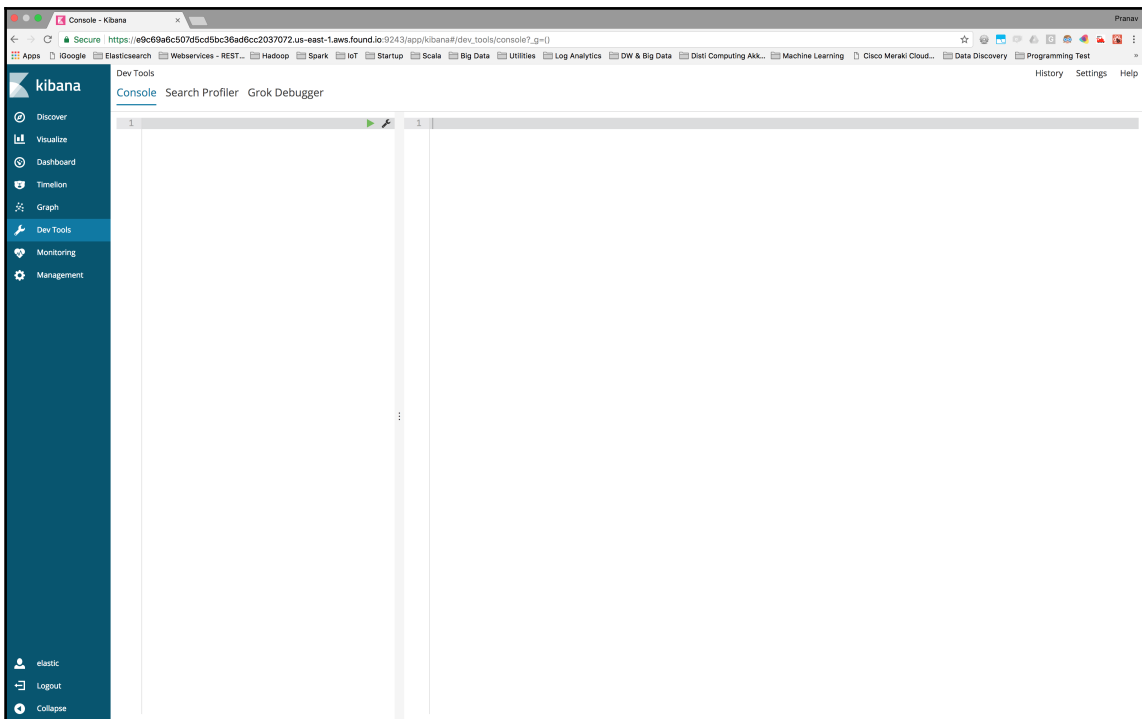 Console - Kibana
Pranav
Secure https://e9c69a6c507d5cd5bc36ad6cc2037072.us-east-1.aws.found.io:9243/app/kibana#/dev_tools/console?_g=()
Apps iGoogle Elasticsearch Webservices - REST... Hadoop Spark IoT Startup Scala Big Data Utilities Log Analytics DW & Big Data Disti Computing Akk... Machine Learning Cisco Meraki Cloud... Data Discovery Programming Test »
kibana
Dev Tools
History Settings Help
Console Search Profiler Grok Debugger
1
1
Discover
Visualize
Dashboard
Timelion
Graph
Dev Tools
Monitoring
Management
elastic
Logout
Collapse